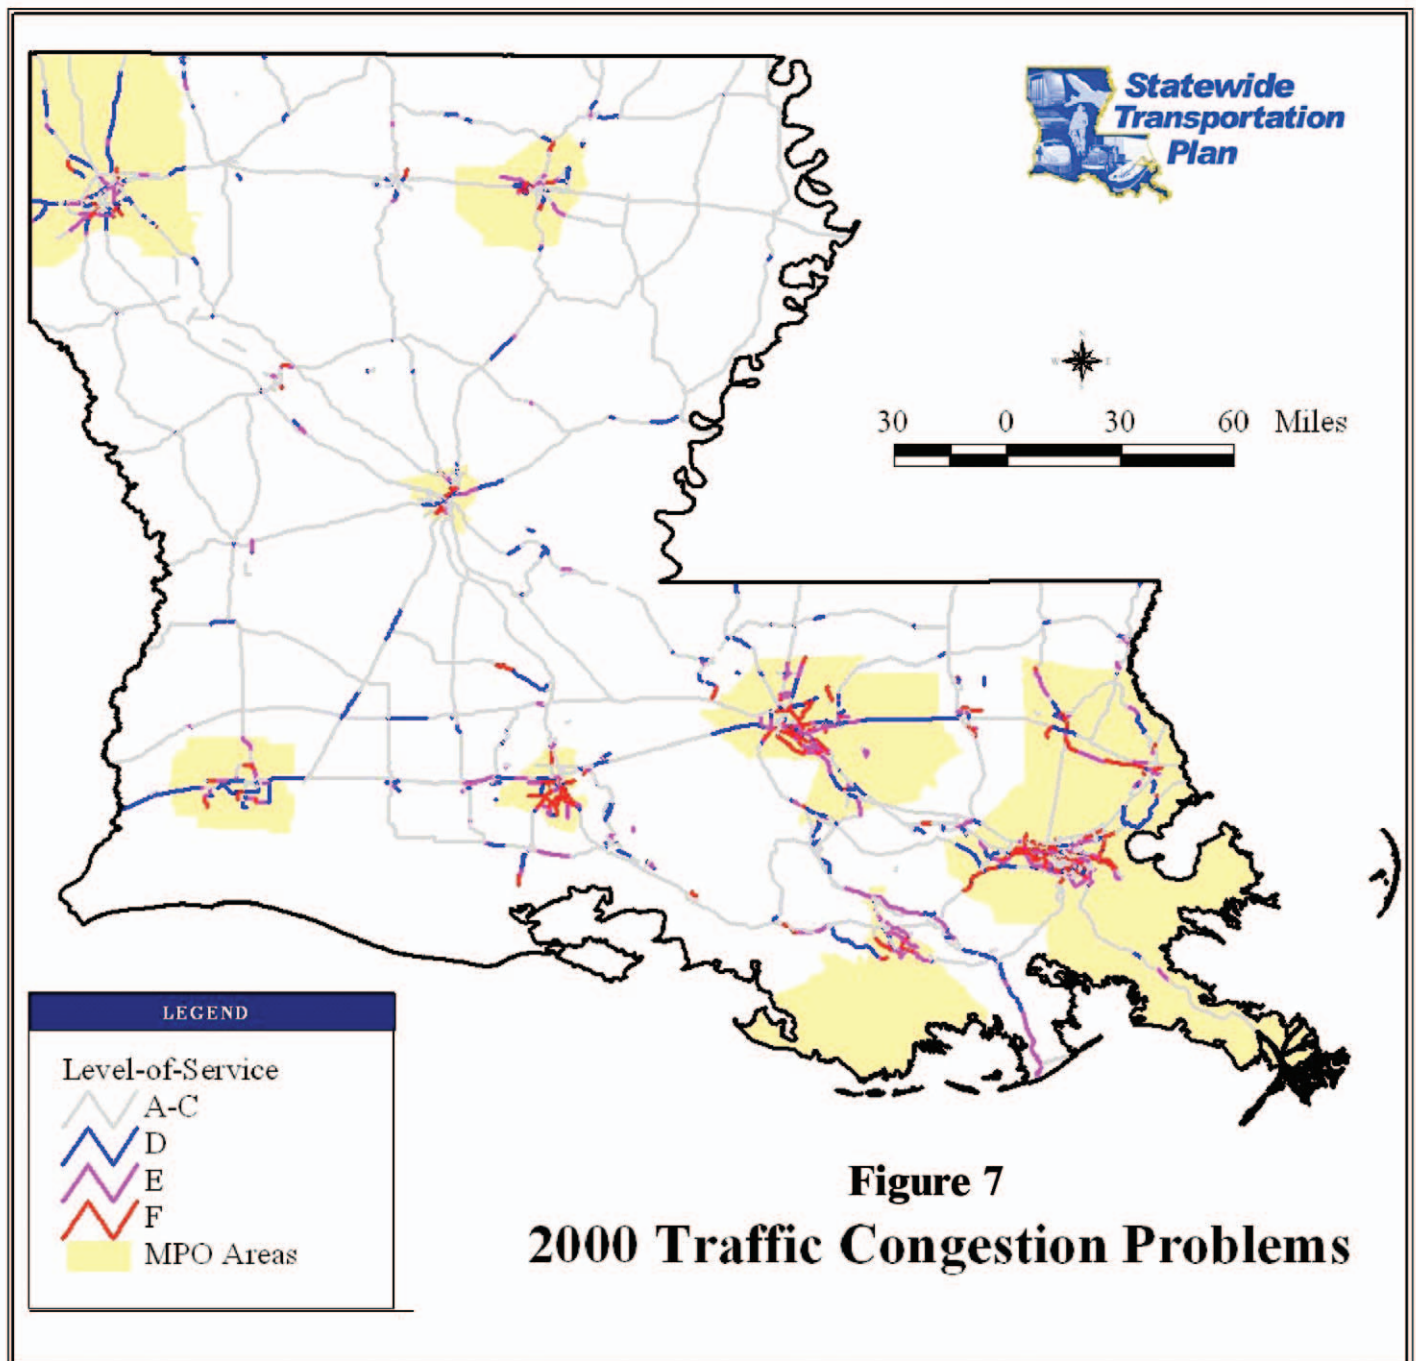 Statewide
Transportation
Plan
N
W E
30 0 30 60 Miles
LEGEND
Level-of-Service
A-C
D
E
F
MPO Areas
Figure 7
2000 Traffic Congestion Problems